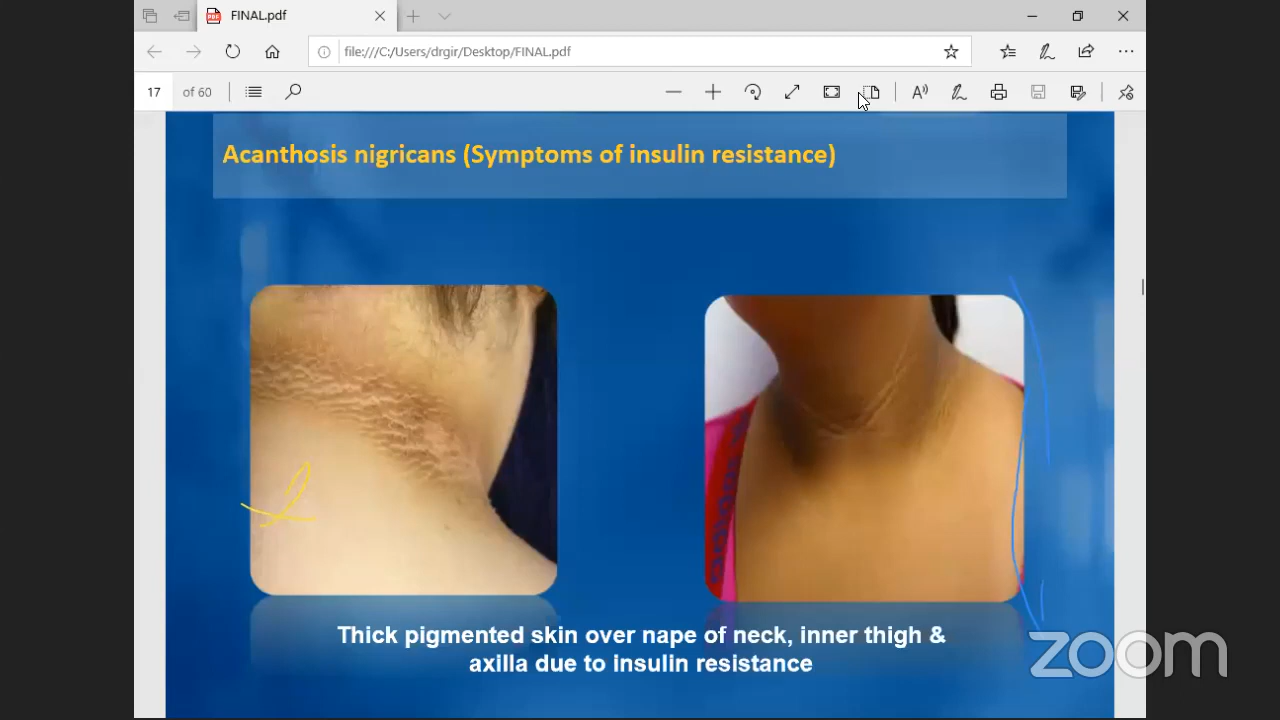 FINAL.pdf
file:///C:/Users/drgir/Desktop/FINAL.pdf
17 of 60
Acanthosis nigricans (Symptoms of insulin resistance)
Thick pigmented skin over nape of neck, inner thigh &
axilla due to insulin resistance
zoom